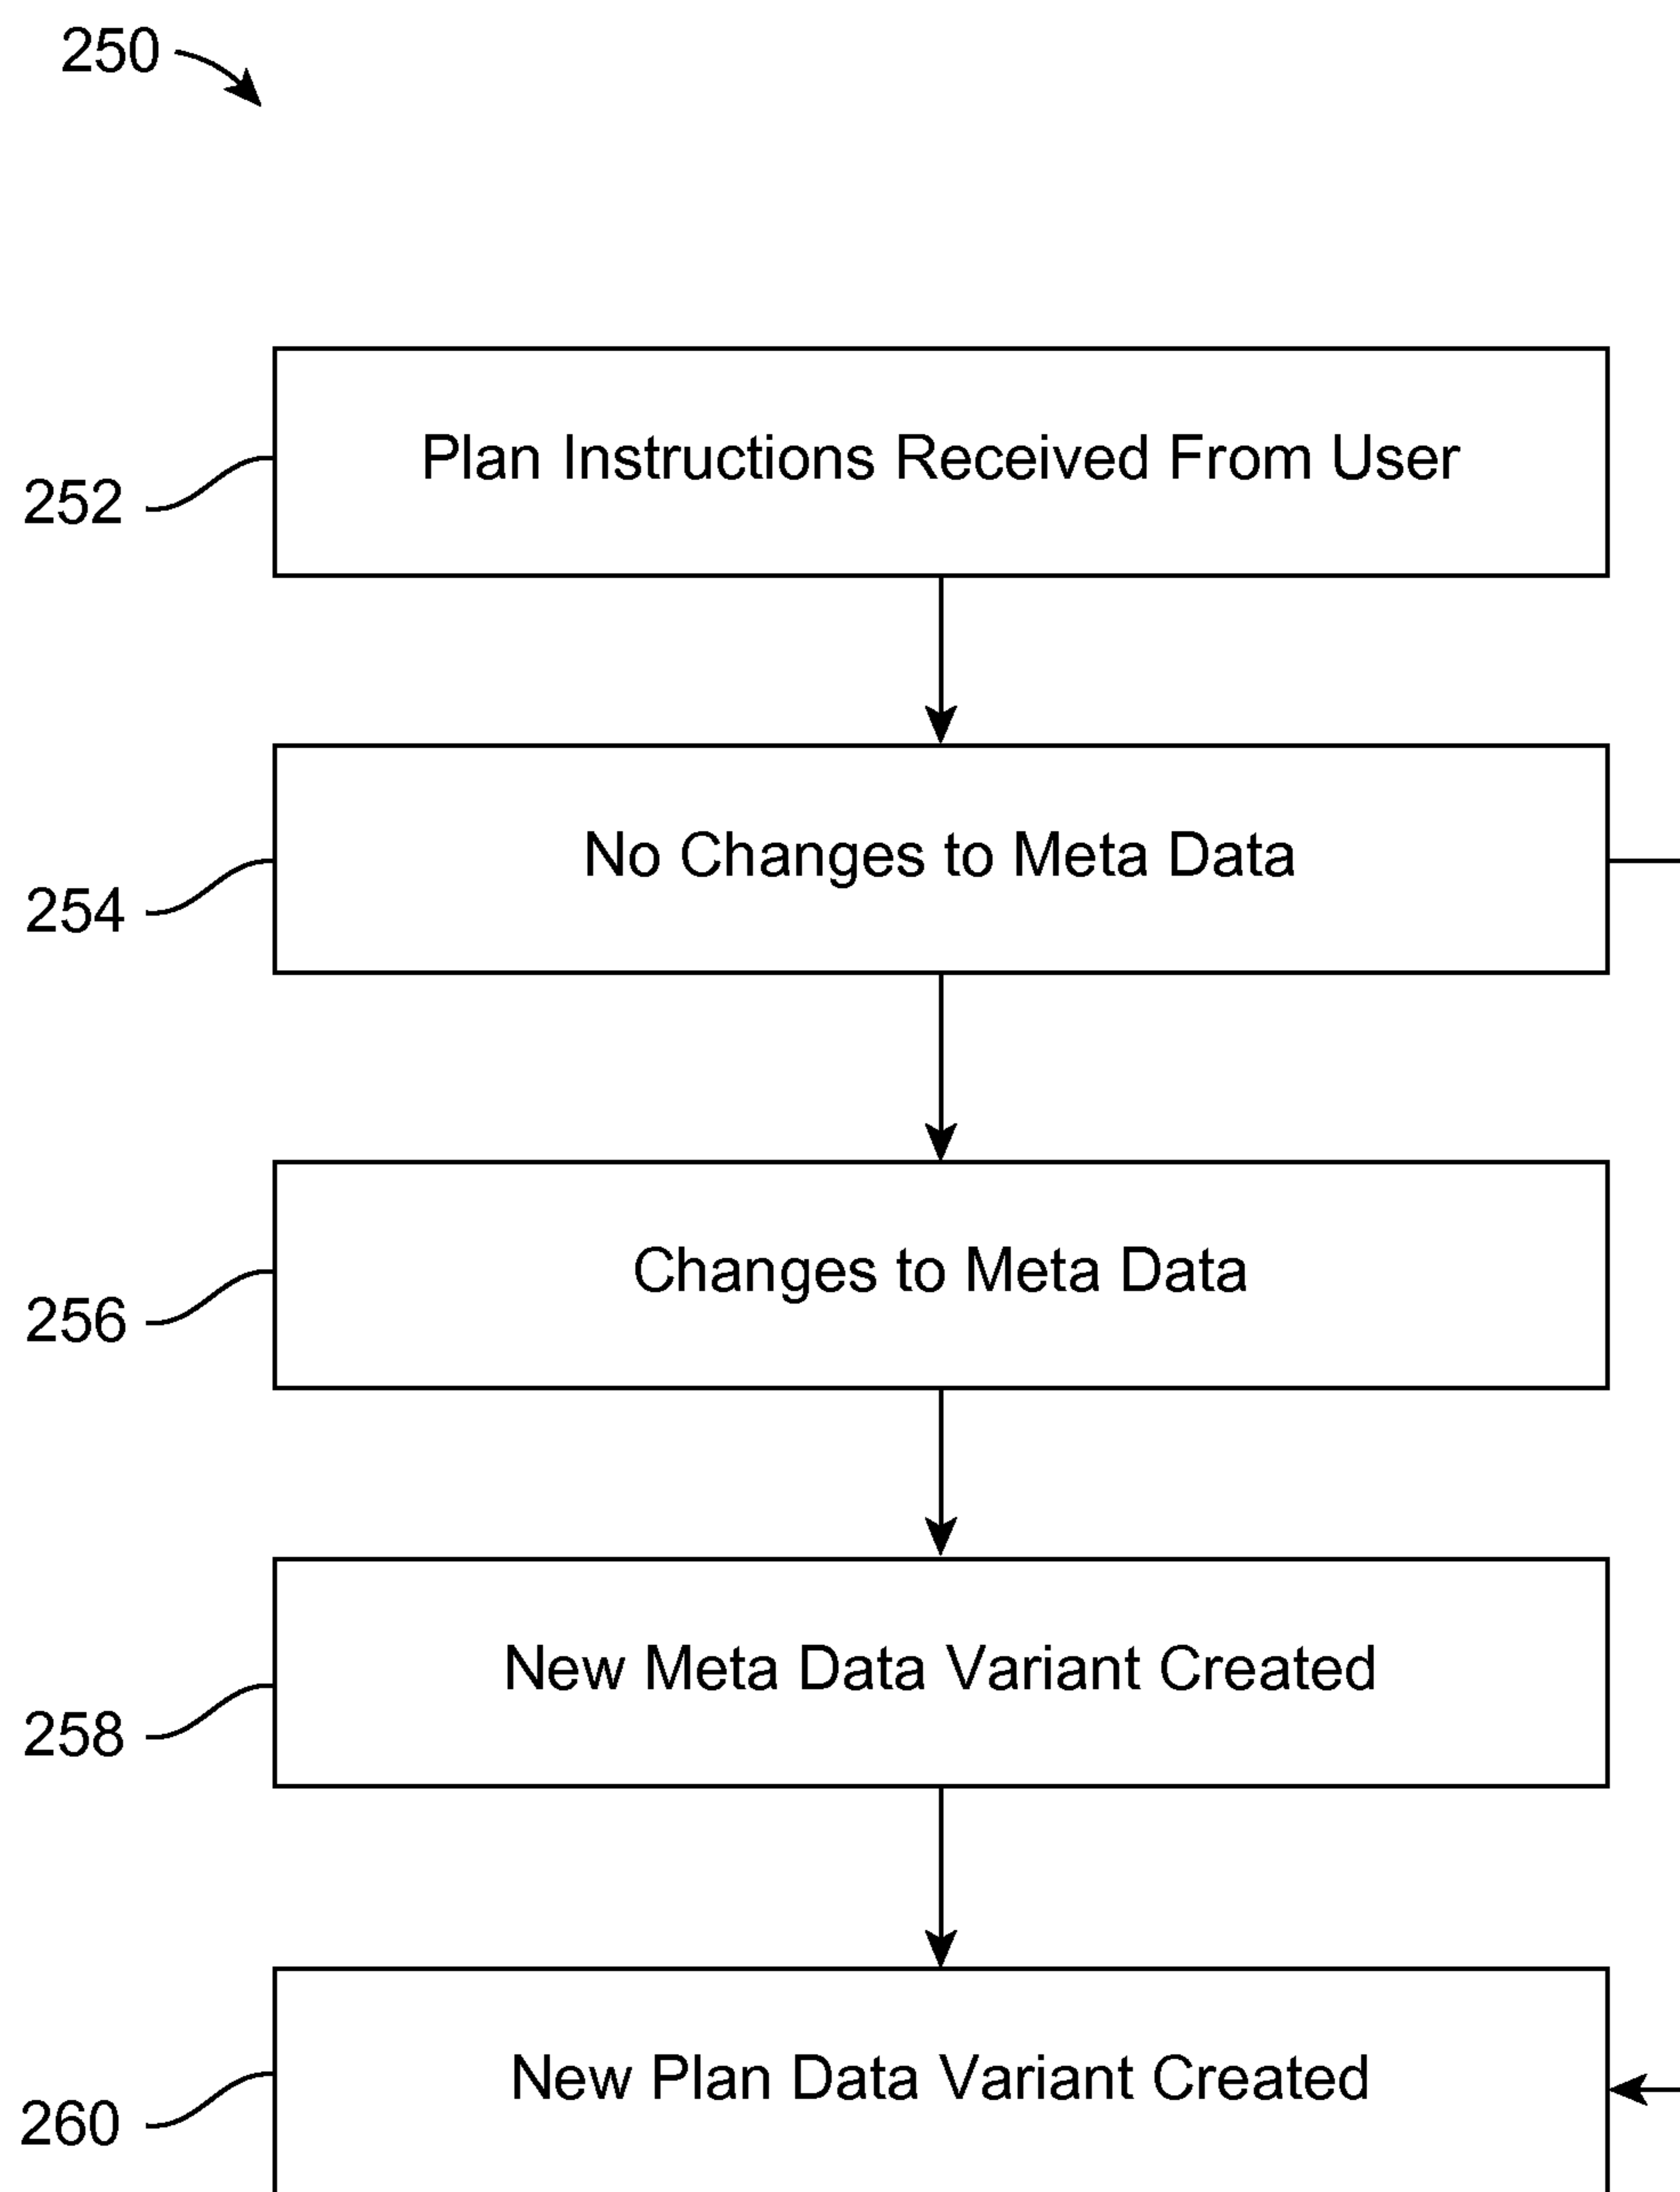 250
Plan Instructions Received From User
252
No Changes to Meta Data
254
Changes to Meta Data
256
New Meta Data Variant Created
258
New Plan Data Variant Created
260